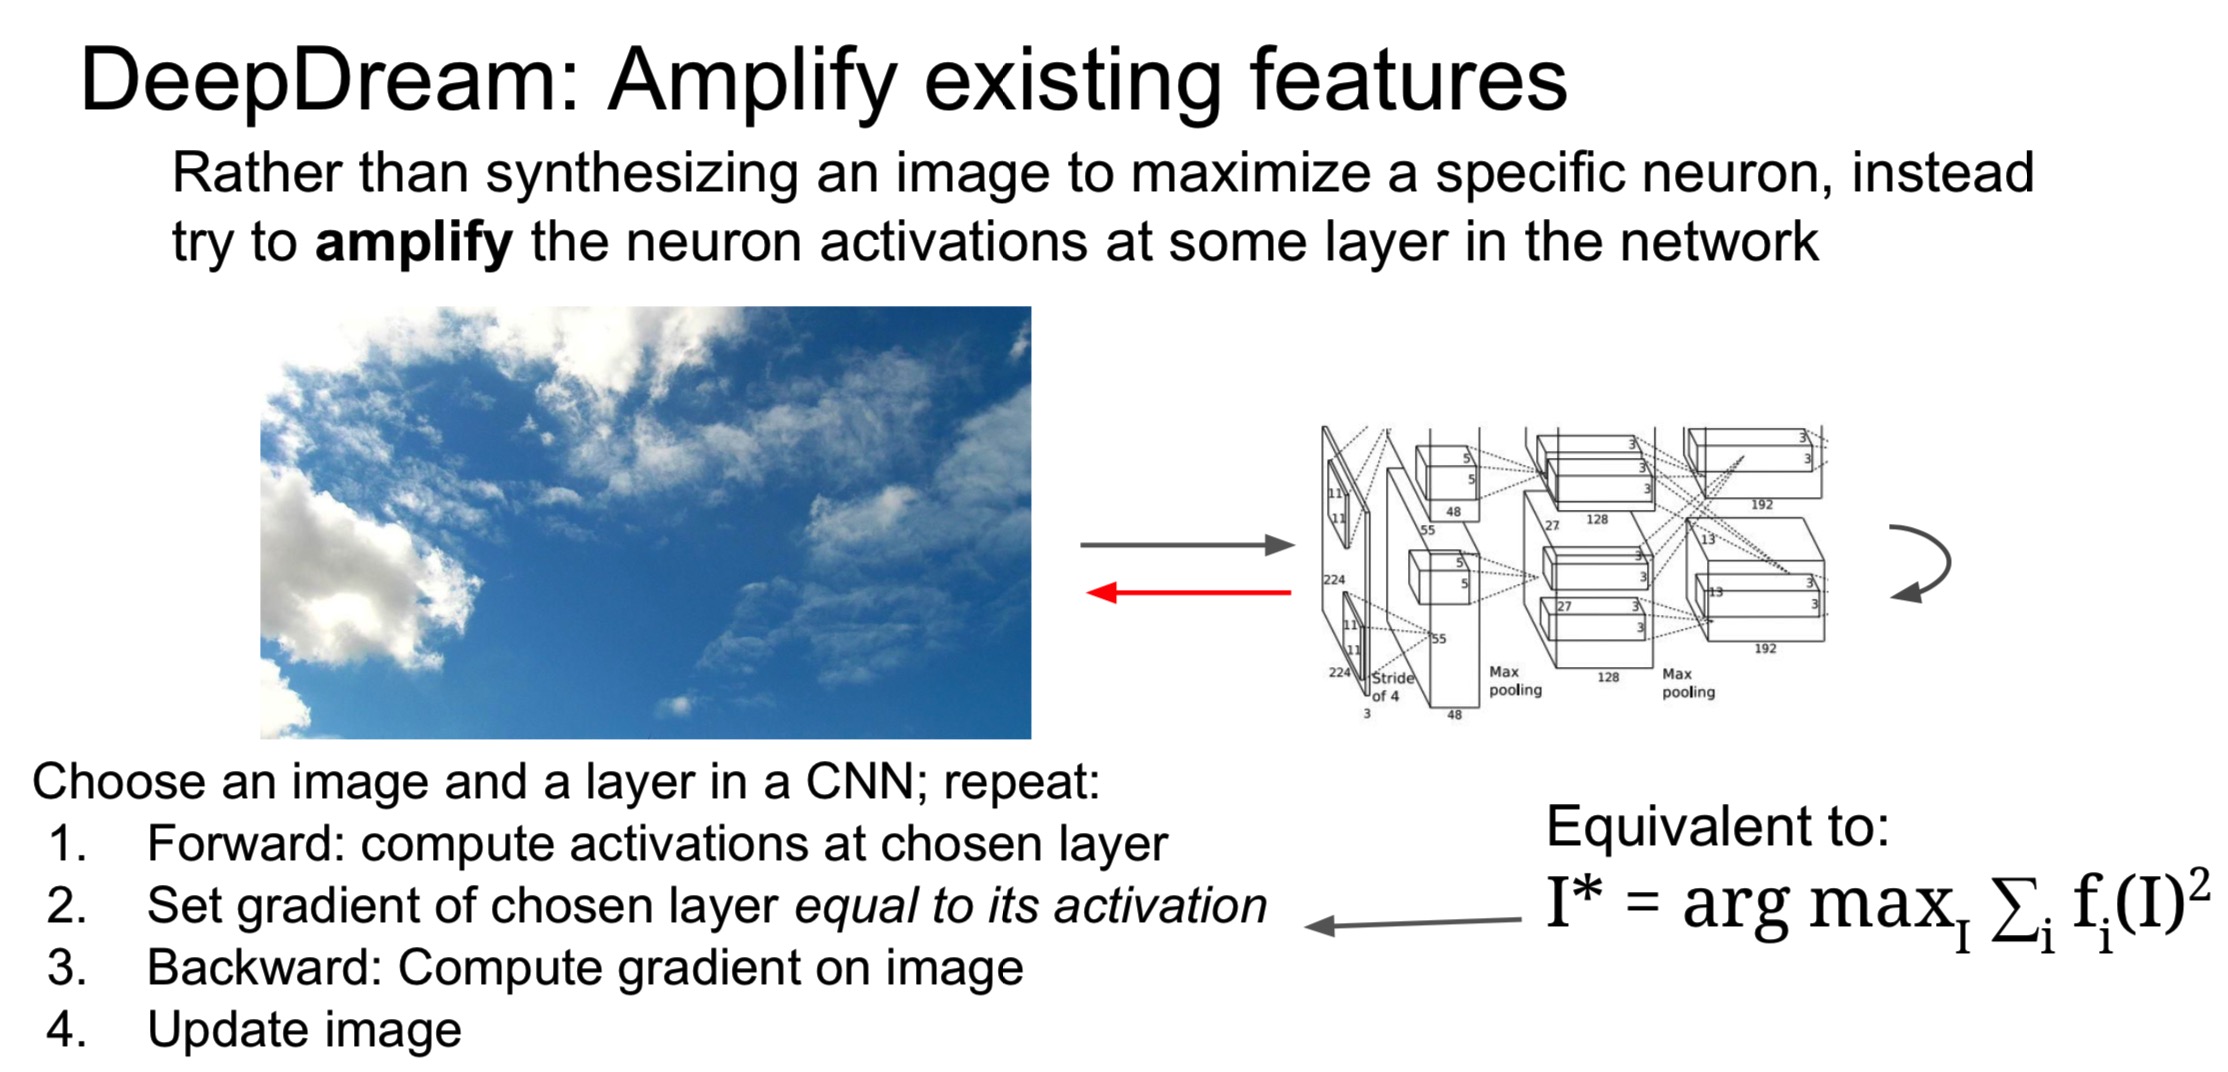 DeepDream: Amplify existing features
Rather than synthesizing an image to maximize a specific neuron, instead
try to amplify the neuron activations at some layer in the network
11
11
224
11
11
224
Stride
of 4
3
5
5
48
55
5
5
55
48
Max
pooling
3
3
3
128
27
3
3
27
3
3
128
Max
pooling
3
3
192
13
13
3
3
192
Choose an image and a layer in a CNN; repeat:
1. Forward: compute activations at chosen layer
2. Set gradient of chosen layer equal to its activation
3. Backward: Compute gradient on image
4. Update image
Equivalent to:
I* = arg max_I ∑_i f_i(I)²